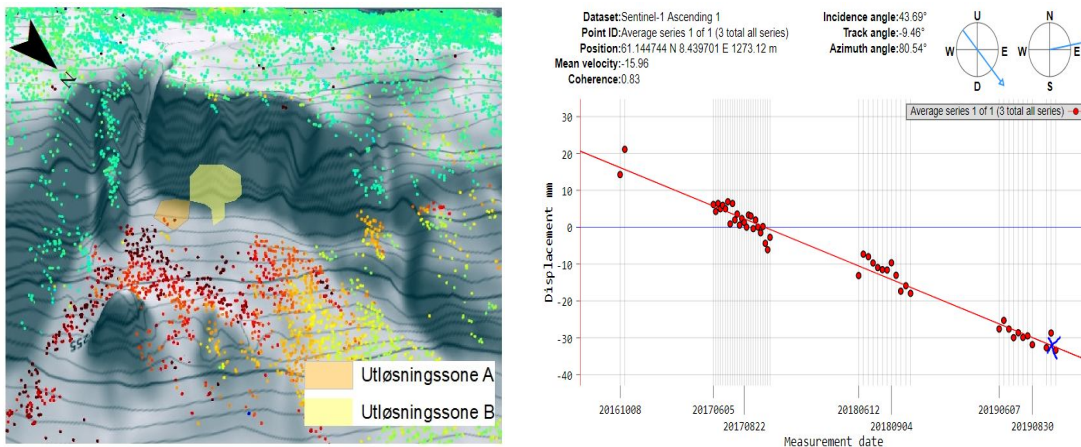 N
555
Utløsningssone A
Utløsningssone B
Dataset:Sentinel-1 Ascending 1
Point ID:Average series 1 of 1 (3 total all series)
Position:61.144744 N 8.439701 E 1273.12 m
Mean velocity:-15.96
Coherence:0.83
Incidence angle:43.69°
Track angle:-9.46°
Azimuth angle:80.54°
U
W E
D
N
W E
S
Average series 1 of 1 (3 total all series)
Displacement mm
30
20
10
0
-10
-20
-30
-40
20161008 20170605 20180612 20190607
20170822 20180904 20190830
Measurement date